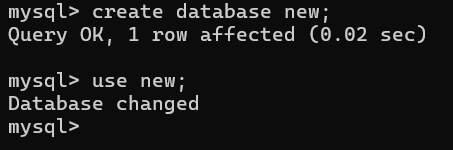 mysql> create database new;
Query OK, 1 row affected (0.02 sec)
mysql> use new;
Database changed
mysql>